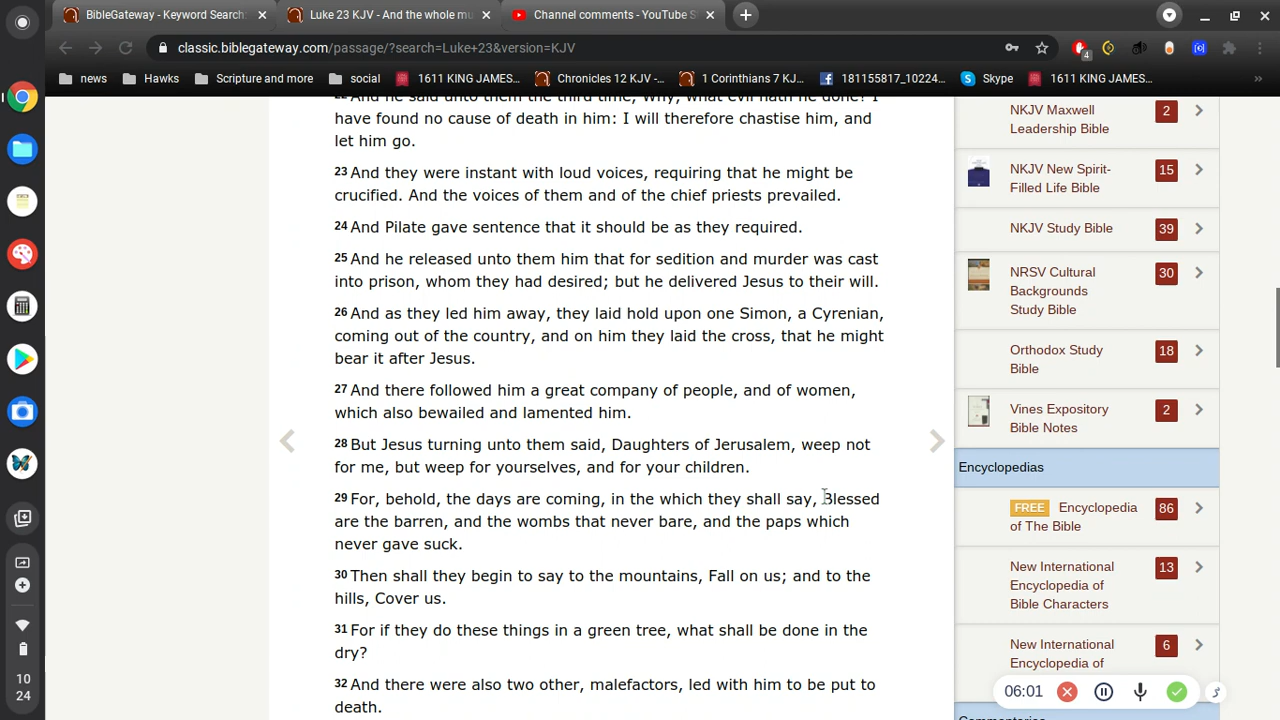 BibleGateway - Keyword Search:
Luke 23 KJV - And the whole mu
Channel comments - YouTube S
classic.biblegateway.com/passage/?search=Luke+23&version=KJV
4
news
Hawks
Scripture and more
social
1611 KING JAMES...
Chronicles 12 KJV -...
1 Corinthians 7 KJ...
181155817_10224...
Skype
1611 KING JAMES...
»
22 And he said unto them the third time, Why, what evil hath he done? I
have found no cause of death in him: I will therefore chastise him, and
let him go.
23 And they were instant with loud voices, requiring that he might be
crucified. And the voices of them and of the chief priests prevailed.
24 And Pilate gave sentence that it should be as they required.
25 And he released unto them him that for sedition and murder was cast
into prison, whom they had desired; but he delivered Jesus to their will.
26 And as they led him away, they laid hold upon one Simon, a Cyrenian,
coming out of the country, and on him they laid the cross, that he might
bear it after Jesus.
27 And there followed him a great company of people, and of women,
which also bewailed and lamented him.
28 But Jesus turning unto them said, Daughters of Jerusalem, weep not
for me, but weep for yourselves, and for your children.
29 For, behold, the days are coming, in the which they shall say, Blessed
are the barren, and the wombs that never bare, and the paps which
never gave suck.
30 Then shall they begin to say to the mountains, Fall on us; and to the
hills, Cover us.
31 For if they do these things in a green tree, what shall be done in the
dry?
32 And there were also two other, malefactors, led with him to be put to
death.
NKJV Maxwell
Leadership Bible
2
NKJV New Spirit-
Filled Life Bible
15
NKJV Study Bible
39
NRSV Cultural
Backgrounds
Study Bible
30
Orthodox Study
Bible
18
Vines Expository
Bible Notes
2
Encyclopedias
FREE Encyclopedia
of The Bible
86
New International
Encyclopedia of
Bible Characters
13
New International
Encyclopedia of
6
Commentaries
06:01
10
24